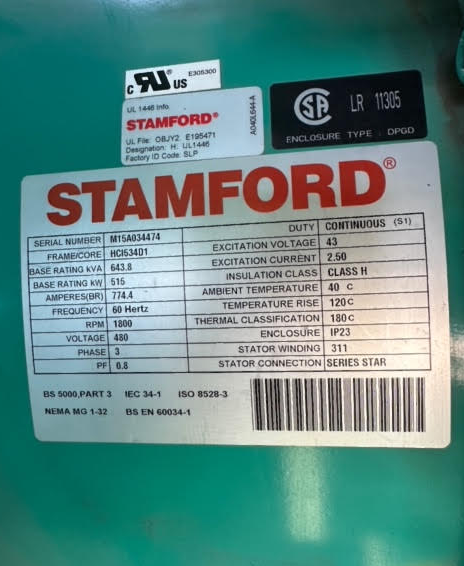 C UR US E305300
UL 1446 Info.
STAMFORD®
UL File: OBJY2 E195471
Designation: H: UL1446
Factory ID Code: SLP
A040L644-A
CSA LR 11305
ENCLOSURE TYPE : DPGD
STAMFORD®
SERIAL NUMBER M15A034474
FRAME/CORE HCI534D1
BASE RATING kVA 643.8
BASE RATING kW 515
AMPERES(BR) 774.4
FREQUENCY 60 Hertz
RPM 1800
VOLTAGE 480
PHASE 3
PF 0.8
DUTY CONTINUOUS (S1)
EXCITATION VOLTAGE 43
EXCITATION CURRENT 2.50
INSULATION CLASS CLASS H
AMBIENT TEMPERATURE 40 C
TEMPERATURE RISE 120C
THERMAL CLASSIFICATION 180C
ENCLOSURE IP23
STATOR WINDING 311
STATOR CONNECTION SERIES STAR
BS 5000,PART 3 IEC 34-1 ISO 8528-3
NEMA MG 1-32 BS EN 60034-1